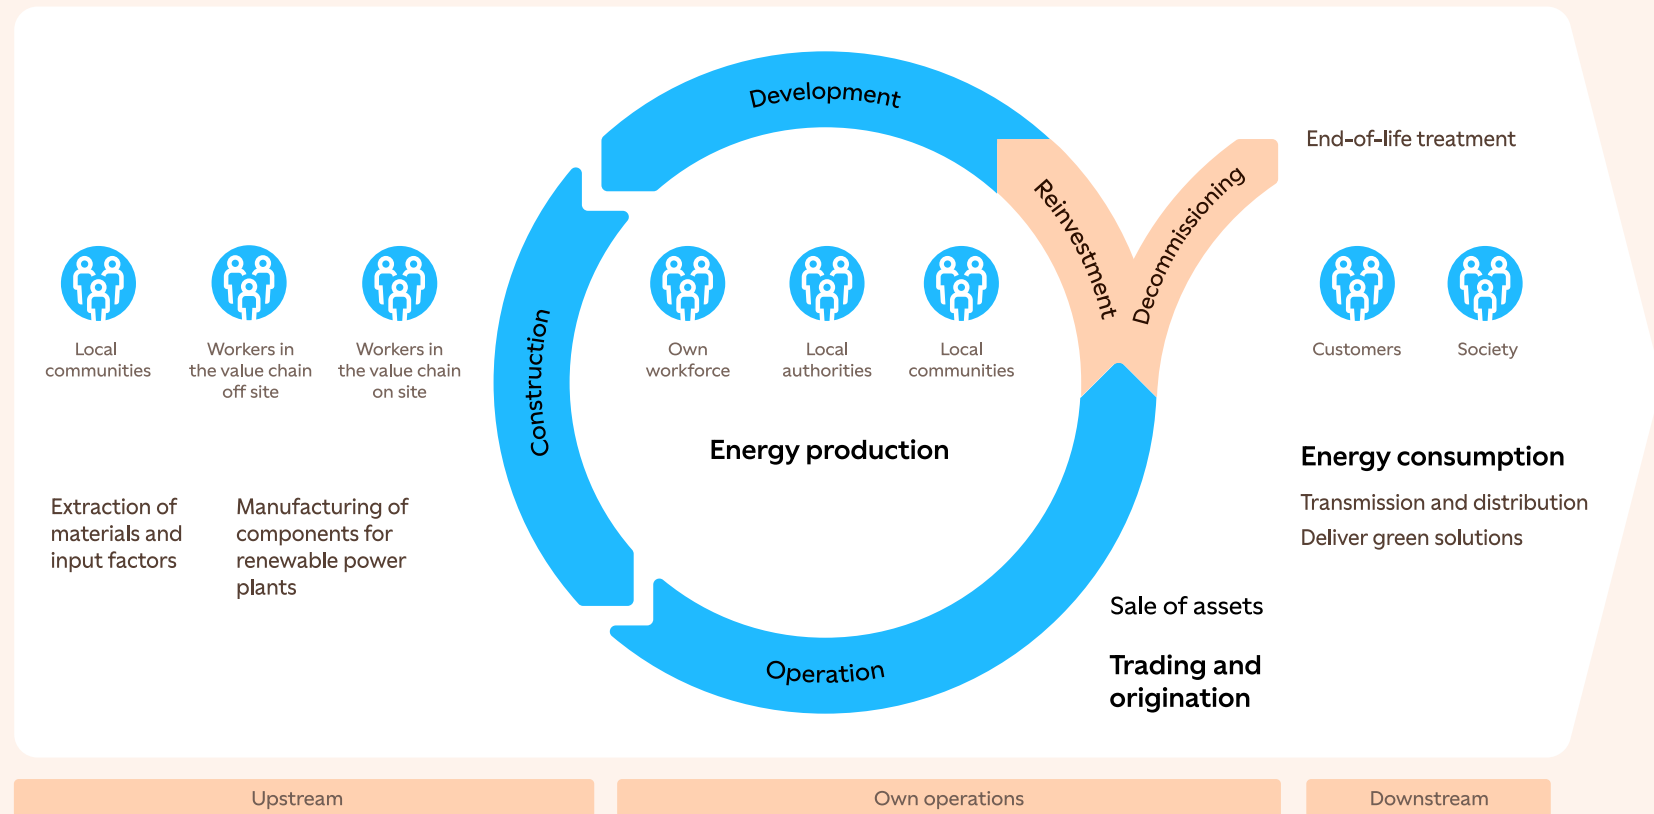 Development
Reinvestment
Decommissioning
End-of-life treatment
Construction
Local
communities
Workers in
the value chain
off site
Workers in
the value chain
on site
Own
workforce
Local
authorities
Local
communities
Customers
Society
Energy production
Energy consumption
Transmission and distribution
Deliver green solutions
Extraction of
materials and
input factors
Manufacturing of
components for
renewable power
plants
Operation
Sale of assets
Trading and
origination
Upstream
Own operations
Downstream